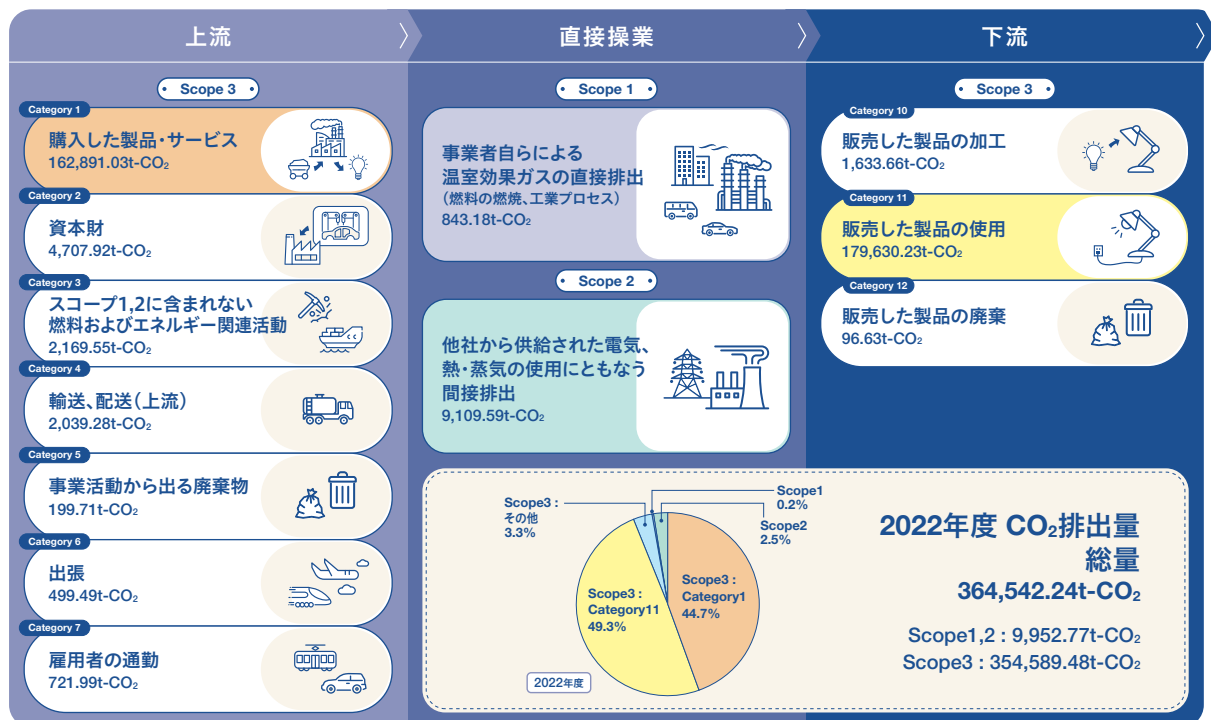 上流
Scope 3
Category 1
購入した製品・サービス
162,891.03t-CO₂
Category 2
資本財
4,707.92t-CO₂
Category 3
スコープ1,2に含まれない
燃料およびエネルギー関連活動
2,169.55t-CO₂
Category 4
輸送、配送（上流）
2,039.28t-CO₂
Category 5
事業活動から出る廃棄物
199.71t-CO₂
Category 6
出張
499.49t-CO₂
Category 7
雇用者の通勤
721.99t-CO₂
直接操業
Scope 1
事業者自らによる
温室効果ガスの直接排出
（燃料の燃焼、工業プロセス）
843.18t-CO₂
Scope 2
他社から供給された電気、
熱・蒸気の使用にともなう
間接排出
9,109.59t-CO₂
下流
Scope 3
Category 10
販売した製品の加工
1,633.66t-CO₂
Category 11
販売した製品の使用
179,630.23t-CO₂
Category 12
販売した製品の廃棄
96.63t-CO₂
Scope3 :
その他
3.3%
Scope1
0.2%
Scope2
2.5%
Scope3 :
Category11
49.3%
Scope3 :
Category1
44.7%
2022年度
2022年度 CO₂排出量
総量
364,542.24t-CO₂
Scope1,2 : 9,952.77t-CO₂
Scope3 : 354,589.48t-CO₂